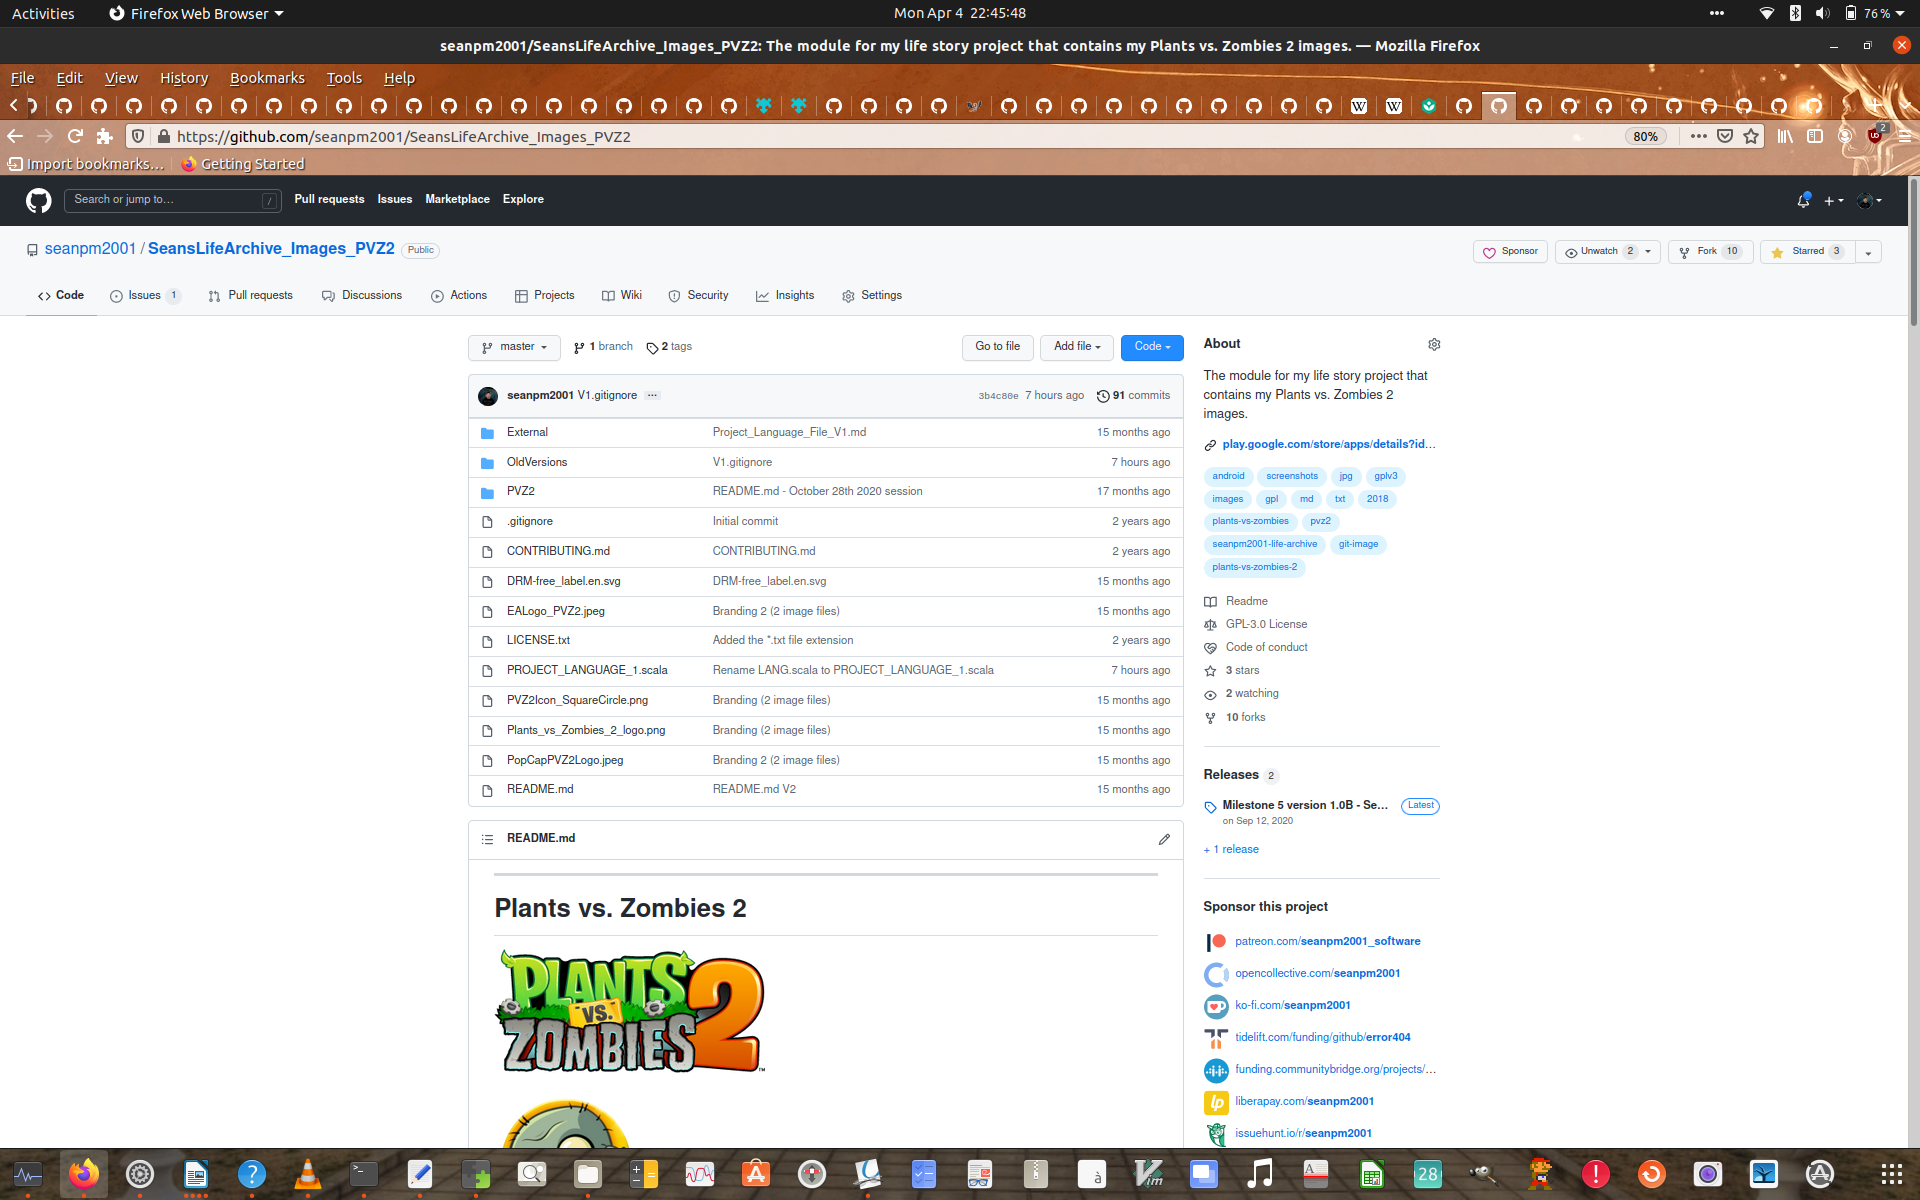 Activities
Firefox Web Browser
Mon Apr 4 22:45:48
76 %
seanpm2001/SeansLifeArchive_Images_PVZ2: The module for my life story project that contains my Plants vs. Zombies 2 images. — Mozilla Firefox
File Edit View History Bookmarks Tools Help
https://github.com/seanpm2001/SeansLifeArchive_Images_PVZ2
80%
2
Import bookmarks...
Getting Started
Search or jump to...
/
Pull requests
Issues
Marketplace
Explore
seanpm2001 / SeansLifeArchive_Images_PVZ2
Public
Sponsor
Unwatch 2
Fork 10
Starred 3
Code
Issues 1
Pull requests
Discussions
Actions
Projects
Wiki
Security
Insights
Settings
master
1 branch
2 tags
Go to file
Add file
Code
seanpm2001 V1.gitignore ...
3b4c80e 7 hours ago
91 commits
External Project_Language_File_V1.md 15 months ago
OldVersions V1.gitignore 7 hours ago
PVZ2 README.md - October 28th 2020 session 17 months ago
.gitignore Initial commit 2 years ago
CONTRIBUTING.md CONTRIBUTING.md 2 years ago
DRM-free_label.en.svg DRM-free_label.en.svg 15 months ago
EALogo_PVZ2.jpeg Branding 2 (2 image files) 15 months ago
LICENSE.txt Added the *.txt file extension 2 years ago
PROJECT_LANGUAGE_1.scala Rename LANG.scala to PROJECT_LANGUAGE_1.scala 7 hours ago
PVZ2Icon_SquareCircle.png Branding (2 image files) 15 months ago
Plants_vs_Zombies_2_logo.png Branding (2 image files) 15 months ago
PopCapPVZ2Logo.jpeg Branding 2 (2 image files) 15 months ago
README.md README.md V2 15 months ago
README.md
Plants vs. Zombies 2
PLANTS
VS.
ZOMBIES
2
TM
About
The module for my life story project that
contains my Plants vs. Zombies 2
images.
play.google.com/store/apps/details?id...
android screenshots jpg gplv3
images gpl md txt 2018
plants-vs-zombies pvz2
seanpm2001-life-archive git-image
plants-vs-zombies-2
Readme
GPL-3.0 License
Code of conduct
3 stars
2 watching
10 forks
Releases 2
Milestone 5 version 1.0B - Se...
Latest
on Sep 12, 2020
+ 1 release
Sponsor this project
patreon.com/seanpm2001_software
opencollective.com/seanpm2001
ko-fi.com/seanpm2001
tidelift.com/funding/github/error404
funding.communitybridge.org/projects/...
lp
liberapay.com/seanpm2001
issuehunt.io/r/seanpm2001
28